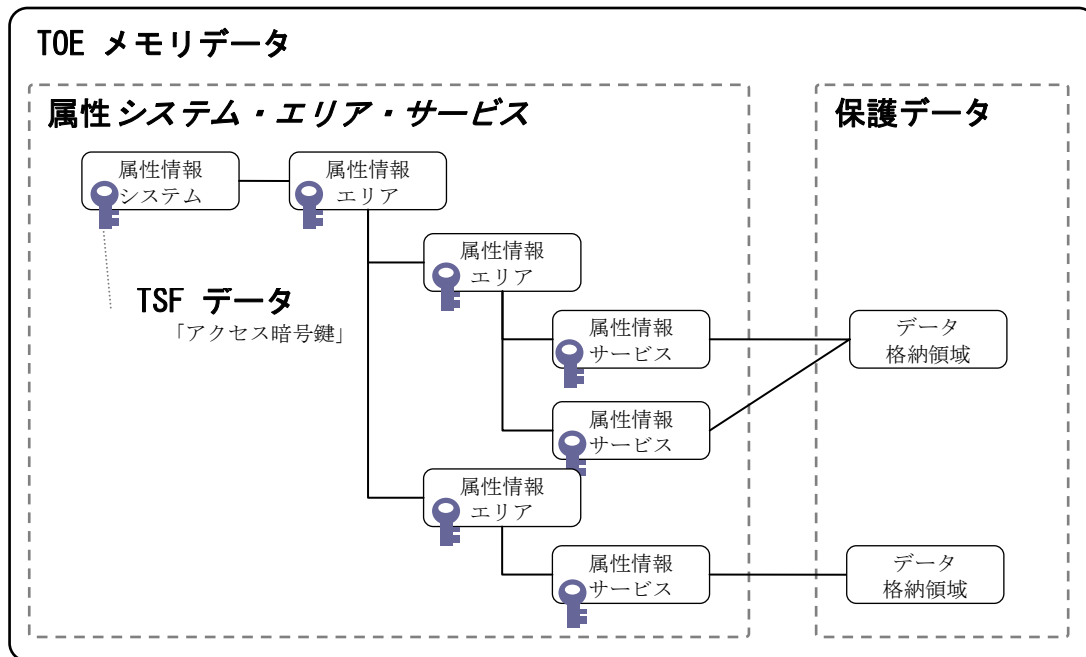 TOE メモリデータ
属性システム・エリア・サービス
保護データ
属性情報
システム
属性情報
エリア
属性情報
エリア
TSF データ
「アクセス暗号鍵」
属性情報
サービス
データ
格納領域
属性情報
サービス
属性情報
エリア
属性情報
サービス
データ
格納領域